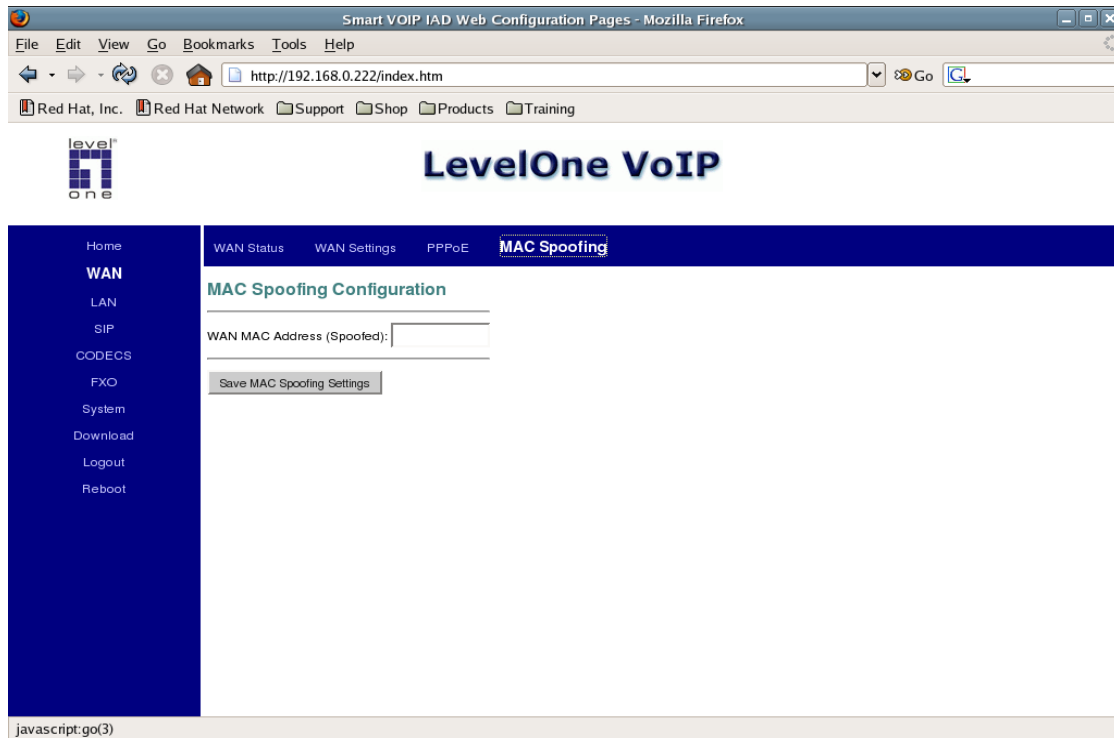 Smart VOIP IAD Web Configuration Pages - Mozilla Firefox
File Edit View Go Bookmarks Tools Help
http://192.168.0.222/index.htm Go G
Red Hat, Inc. Red Hat Network Support Shop Products Training
level
one
LevelOne VoIP
WAN Status WAN Settings PPPoE MAC Spoofing
Home
WAN
LAN
SIP
CODECS
FXO
System
Download
Logout
Reboot
MAC Spoofing Configuration
WAN MAC Address (Spoofed):
Save MAC Spoofing Settings
javascript:go(3)